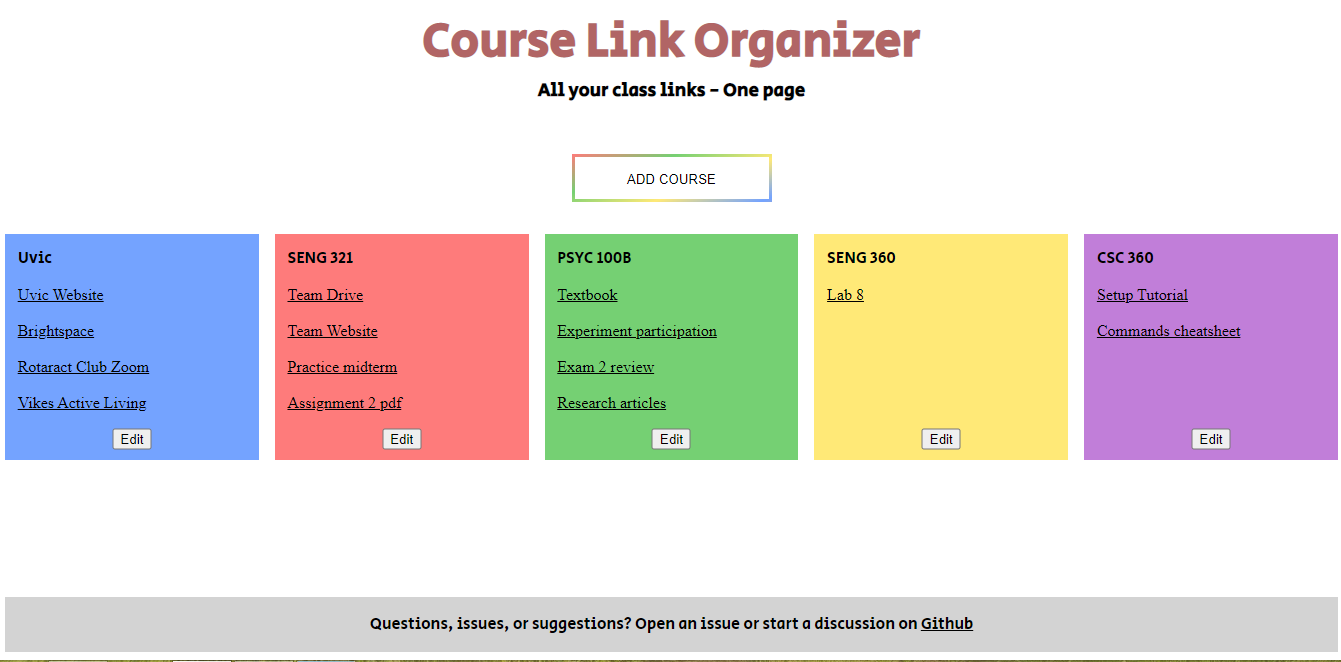 Course Link Organizer
All your class links - One page
ADD COURSE
Uvic
Uvic Website
Brightspace
Rotaract Club Zoom
Vikes Active Living
Edit
SENG 321
Team Drive
Team Website
Practice midterm
Assignment 2 pdf
Edit
PSYC 100B
Textbook
Experiment participation
Exam 2 review
Research articles
Edit
SENG 360
Lab 8
Edit
CSC 360
Setup Tutorial
Commands cheatsheet
Edit
Questions, issues, or suggestions? Open an issue or start a discussion on Github